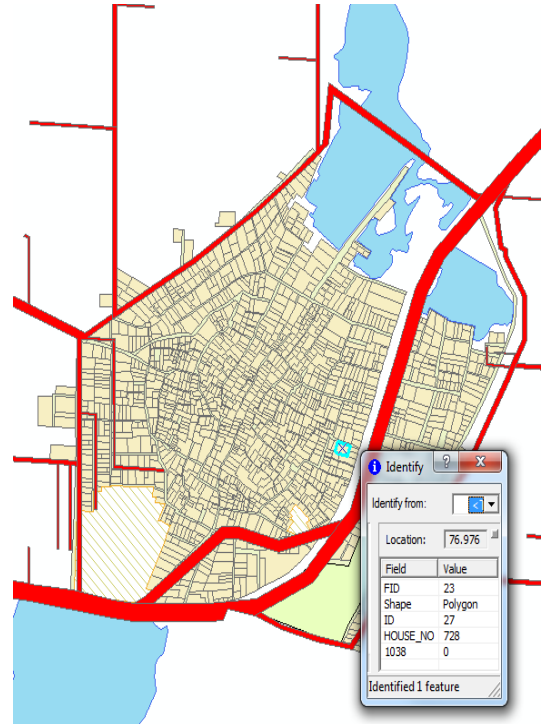 Identify
Identify from:
Location: 76.976
Field Value
FID 23
Shape Polygon
ID 27
HOUSE_NO 728
1038 0
Identified 1 feature